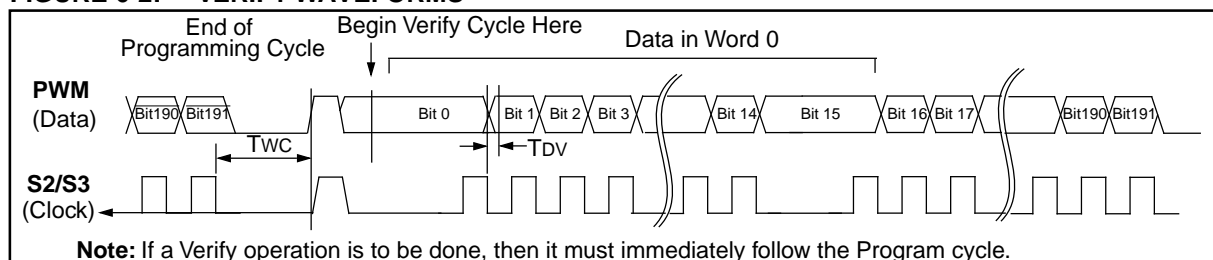 FIGURE 6-2: VERIFY WAVEFORMS
End of
Programming Cycle
Begin Verify Cycle Here
Data in Word 0
PWM
(Data)
Bit190 Bit191 Bit 0 Bit 1 Bit 2 Bit 3 Bit 14 Bit 15 Bit 16 Bit 17 Bit190 Bit191
TWC
TDV
S2/S3
(Clock)
Note: If a Verify operation is to be done, then it must immediately follow the Program cycle.